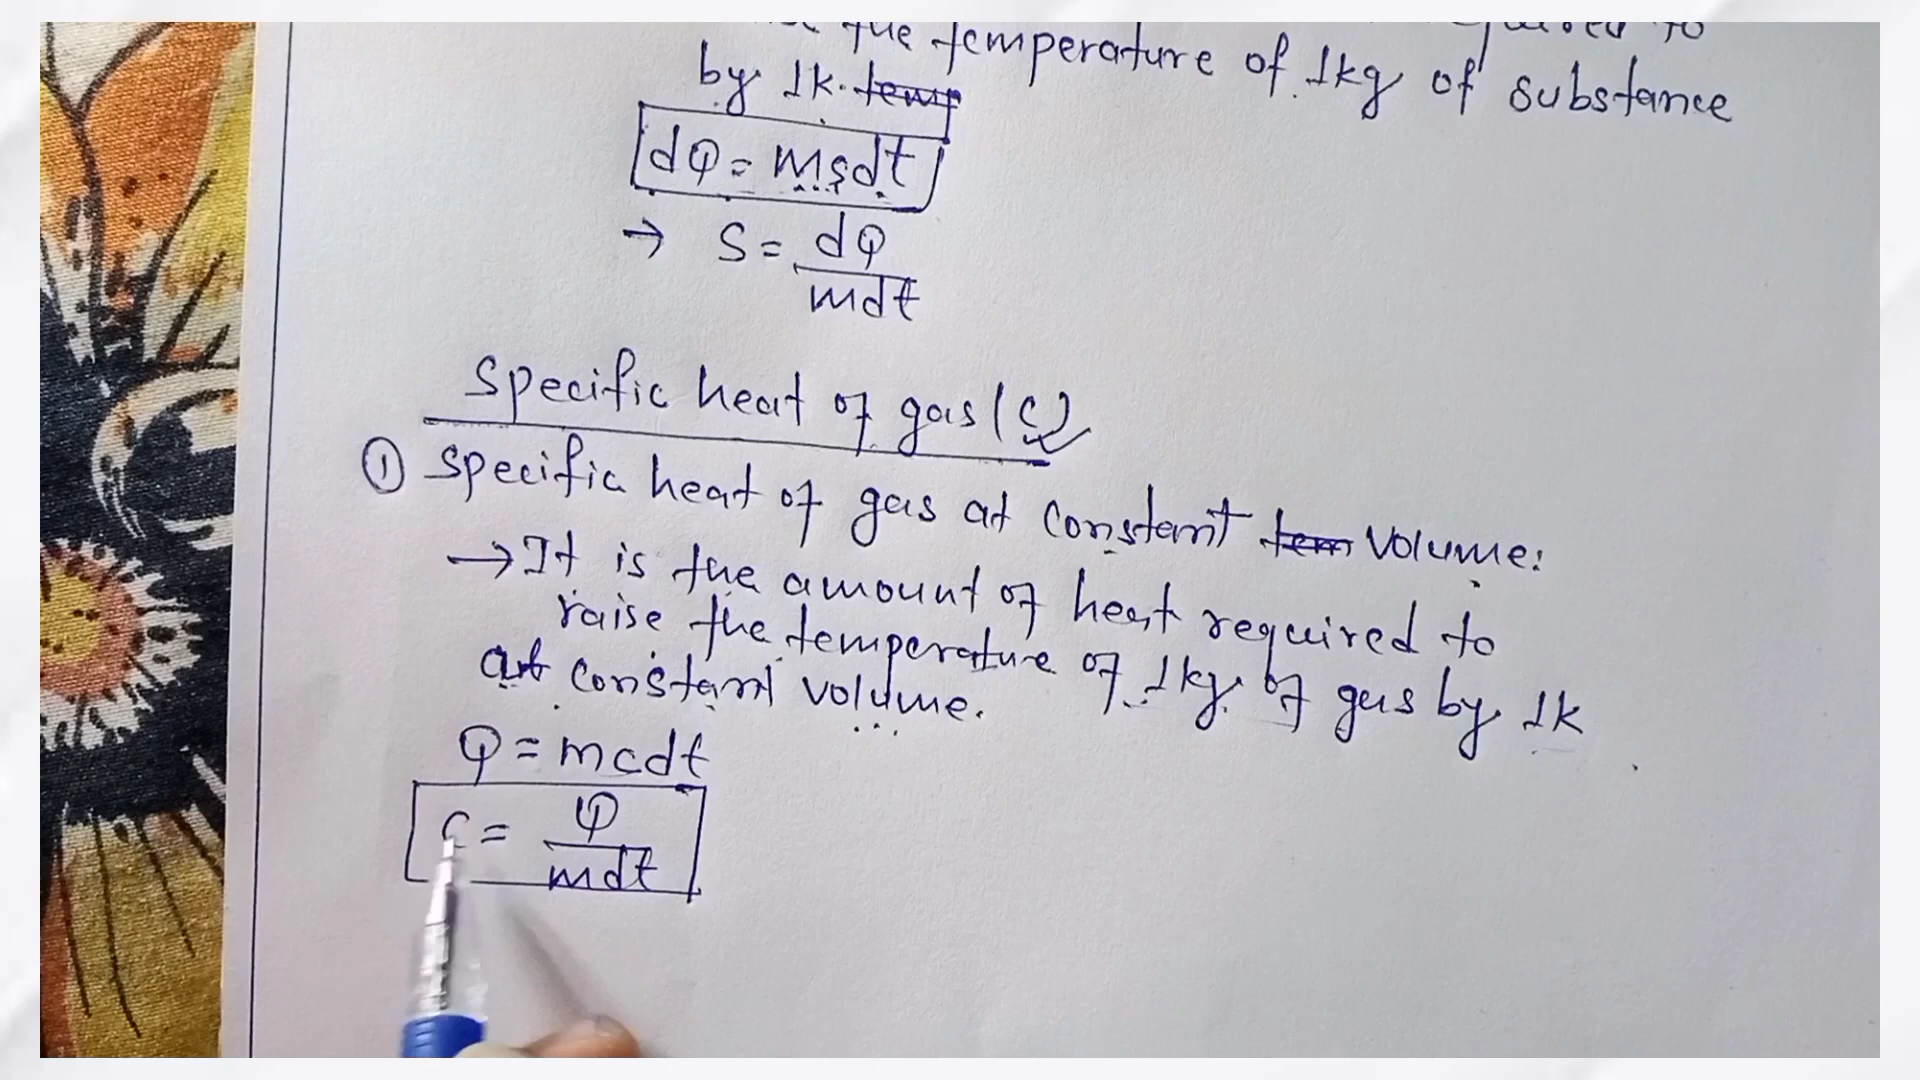 the temperature of 1kg of substance
by 1k. temp
dQ = msdt
→ S = dQ
mdt
Specific heat of gas (C)
① Specific heat of gas at constant tem volume:
→ It is the amount of heat required to
raise the temperature of 1kg of gas by 1k
at constant volume.
Q = mcdt
C = Q
mdt